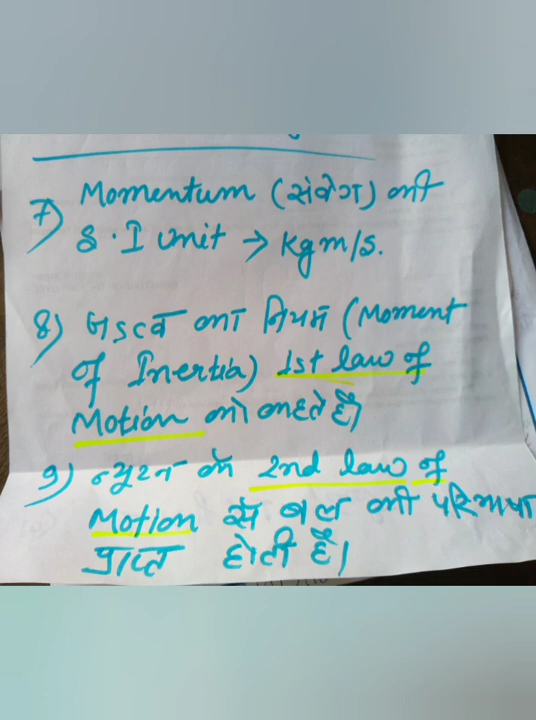 7) Momentum (संवेग) की
S.I unit → Kgm/s.
8) जडत्व का नियम (Moment
of Inertia) 1st law of
Motion को कहते हैं।
9) न्युटन के 2nd law of
Motion से बल की परिभाषा
प्राप्त होती है।